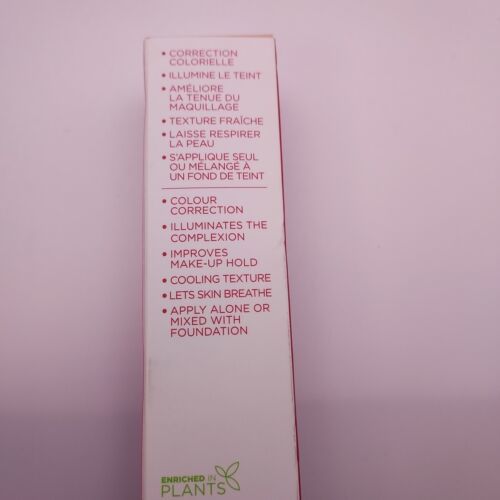 • CORRECTION
COLORIELLE
• ILLUMINE LE TEINT
• AMÉLIORE
LA TENUE DU
MAQUILLAGE
• TEXTURE FRAÎCHE
• LAISSE RESPIRER
LA PEAU
• S'APPLIQUE SEUL
OU MÉLANGÉ À
UN FOND DE TEINT
• COLOUR
CORRECTION
• ILLUMINATES THE
COMPLEXION
• IMPROVES
MAKE-UP HOLD
• COOLING TEXTURE
• LETS SKIN BREATHE
• APPLY ALONE OR
MIXED WITH
FOUNDATION
ENRICHED IN
PLANTS